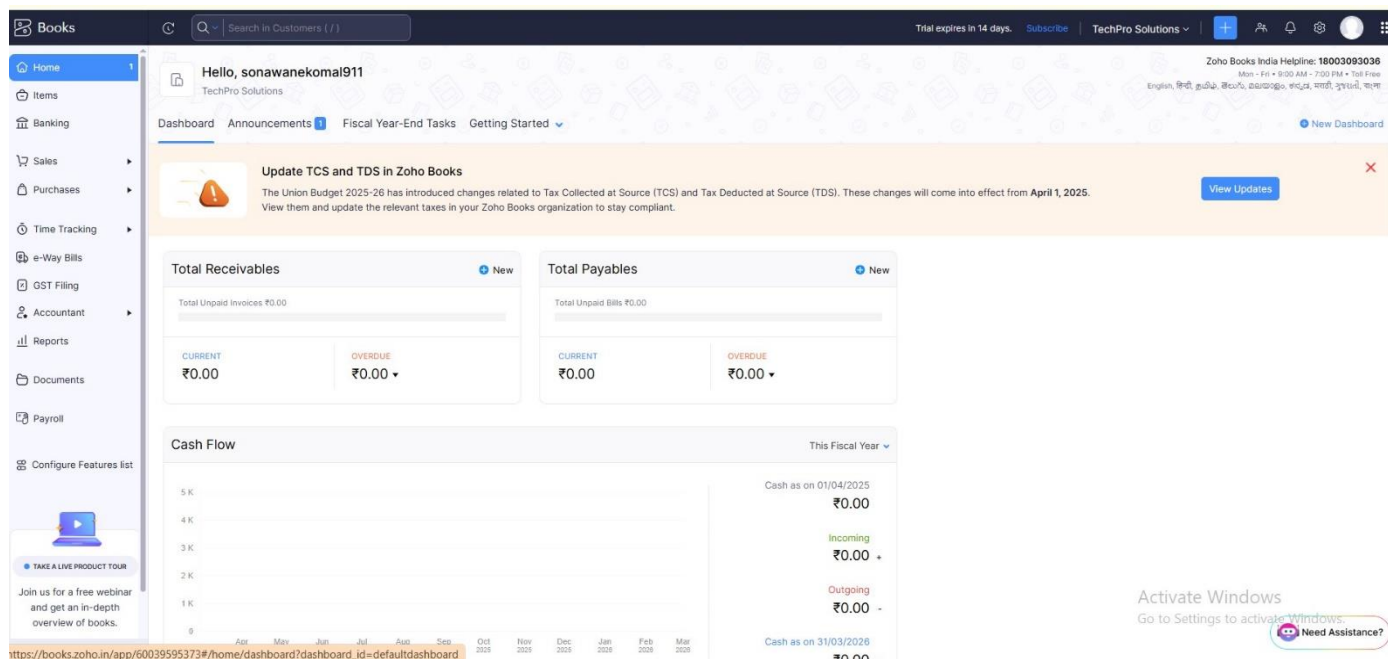 Books
Search in Customers ( / )
Trial expires in 14 days. Subscribe
TechPro Solutions
Home 1
Items
Banking
Sales
Purchases
Time Tracking
e-Way Bills
GST Filing
Accountant
Reports
Documents
Payroll
Configure Features list
TAKE A LIVE PRODUCT TOUR
Join us for a free webinar
and get an in-depth
overview of books.
Hello, sonawanekomal911
TechPro Solutions
Zoho Books India Helpline: 18003093036
Mon - Fri • 9:00 AM - 7:00 PM • Toll Free
English, हिन्दी, தமிழ், తెలుగు, മലയാളം, ಕನ್ನಡ, मराठी, ગુજરાતી, বাংলা
Dashboard Announcements 1 Fiscal Year-End Tasks Getting Started
New Dashboard
Update TCS and TDS in Zoho Books
The Union Budget 2025-26 has introduced changes related to Tax Collected at Source (TCS) and Tax Deducted at Source (TDS). These changes will come into effect from April 1, 2025.
View them and update the relevant taxes in your Zoho Books organization to stay compliant.
View Updates
Total Receivables New
Total Unpaid Invoices ₹0.00
CURRENT OVERDUE
₹0.00 ₹0.00
Total Payables New
Total Unpaid Bills ₹0.00
CURRENT OVERDUE
₹0.00 ₹0.00
Cash Flow This Fiscal Year
5 K
4 K
3 K
2 K
1 K
0
Apr May Jun Jul Aug Sep Oct Nov Dec Jan Feb Mar
2025 2025 2025 2026 2026 2026
Cash as on 01/04/2025
₹0.00
Incoming
₹0.00 +
Outgoing
₹0.00 -
Cash as on 31/03/2026
₹0.00
Activate Windows
Go to Settings to activate Windows.
Need Assistance?
https://books.zoho.in/app/60039595373#/home/dashboard?dashboard_id=defaultdashboard